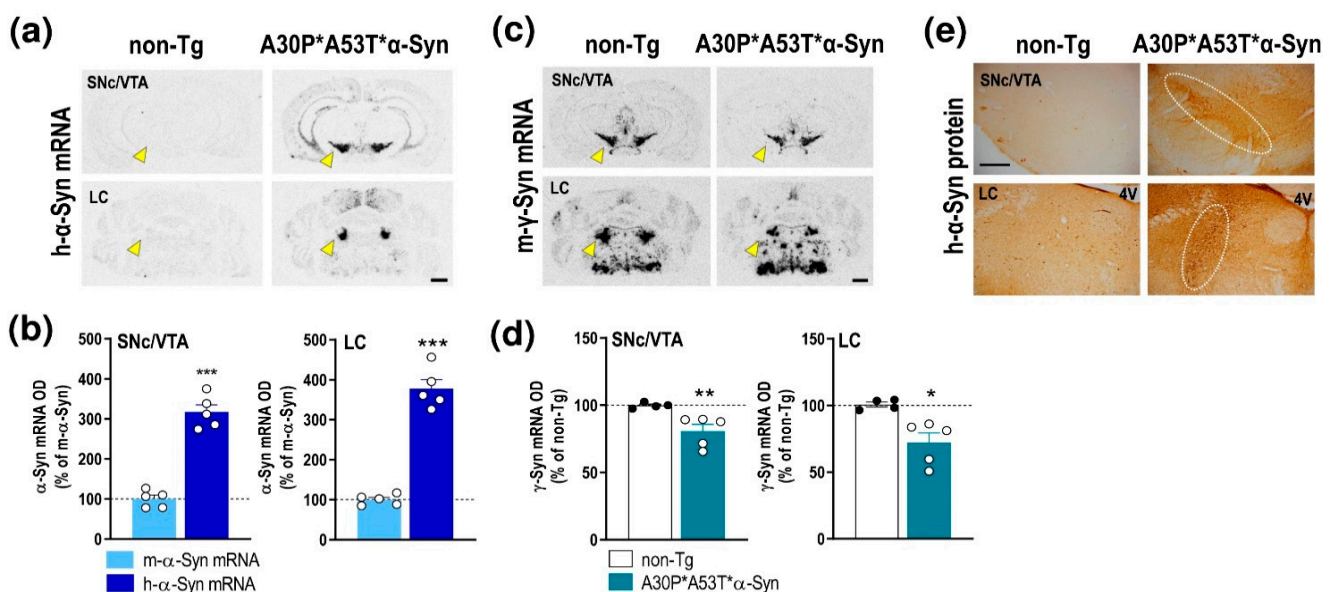 (a)
non-Tg
A30P*A53T*α-Syn
h-α-Syn mRNA
SNc/VTA
LC
(b)
α-Syn mRNA OD
(% of m-α-Syn)
500
400
300
200
100
0
SNc/VTA
***
α-Syn mRNA OD
(% of m-α-Syn)
500
400
300
200
100
0
LC
***
m-α-Syn mRNA
h-α-Syn mRNA
(c)
non-Tg
A30P*A53T*α-Syn
m-γ-Syn mRNA
SNc/VTA
LC
(d)
γ-Syn mRNA OD
(% of non-Tg)
150
100
50
0
SNc/VTA
**
γ-Syn mRNA OD
(% of non-Tg)
150
100
50
0
LC
*
non-Tg
A30P*A53T*α-Syn
(e)
non-Tg
A30P*A53T*α-Syn
h-α-Syn protein
SNc/VTA
LC
4V
4V